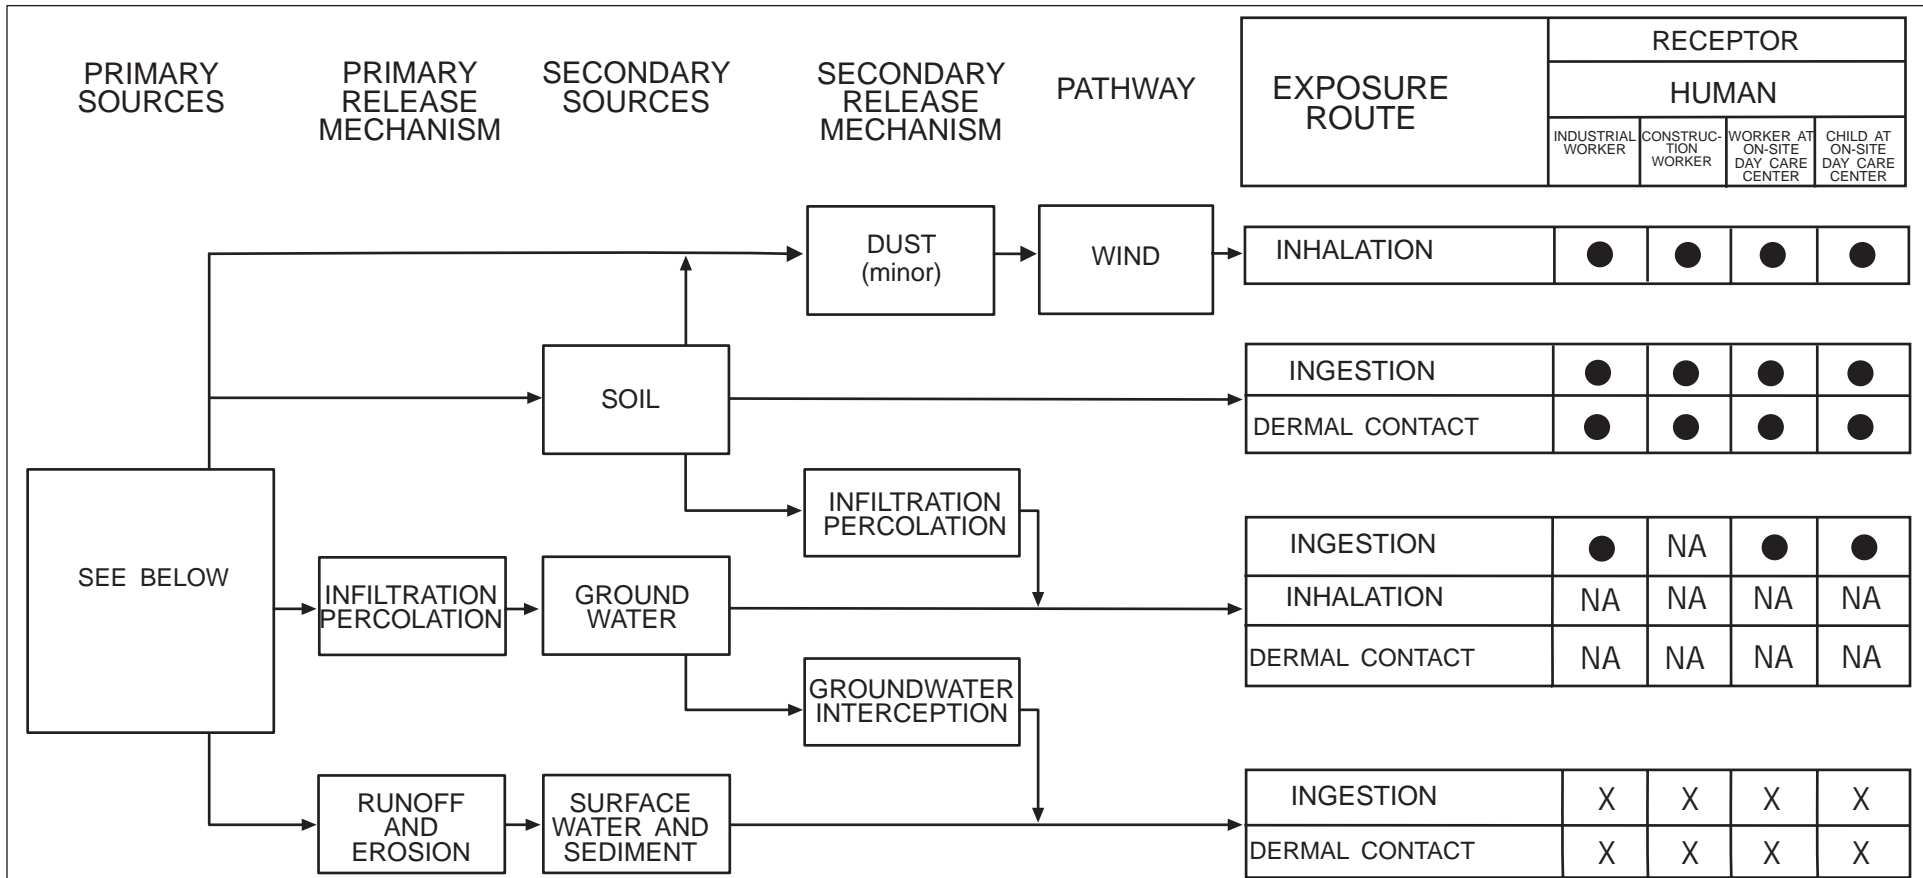 PRIMARY
SOURCES
PRIMARY
RELEASE
MECHANISM
SECONDARY
SOURCES
SECONDARY
RELEASE
MECHANISM
PATHWAY
EXPOSURE
ROUTE
RECEPTOR
HUMAN
INDUSTRIAL
WORKER
CONSTRUC-
TION
WORKER
WORKER AT
ON-SITE
DAY CARE
CENTER
CHILD AT
ON-SITE
DAY CARE
CENTER
DUST
(minor)
WIND
INHALATION
SOIL
INGESTION
DERMAL CONTACT
INFILTRATION
PERCOLATION
SEE BELOW
INFILTRATION
PERCOLATION
GROUND
WATER
INGESTION NA
INHALATION NA NA NA NA
DERMAL CONTACT NA NA NA NA
GROUNDWATER
INTERCEPTION
RUNOFF
AND
EROSION
SURFACE
WATER AND
SEDIMENT
INGESTION X X X X
DERMAL CONTACT X X X X